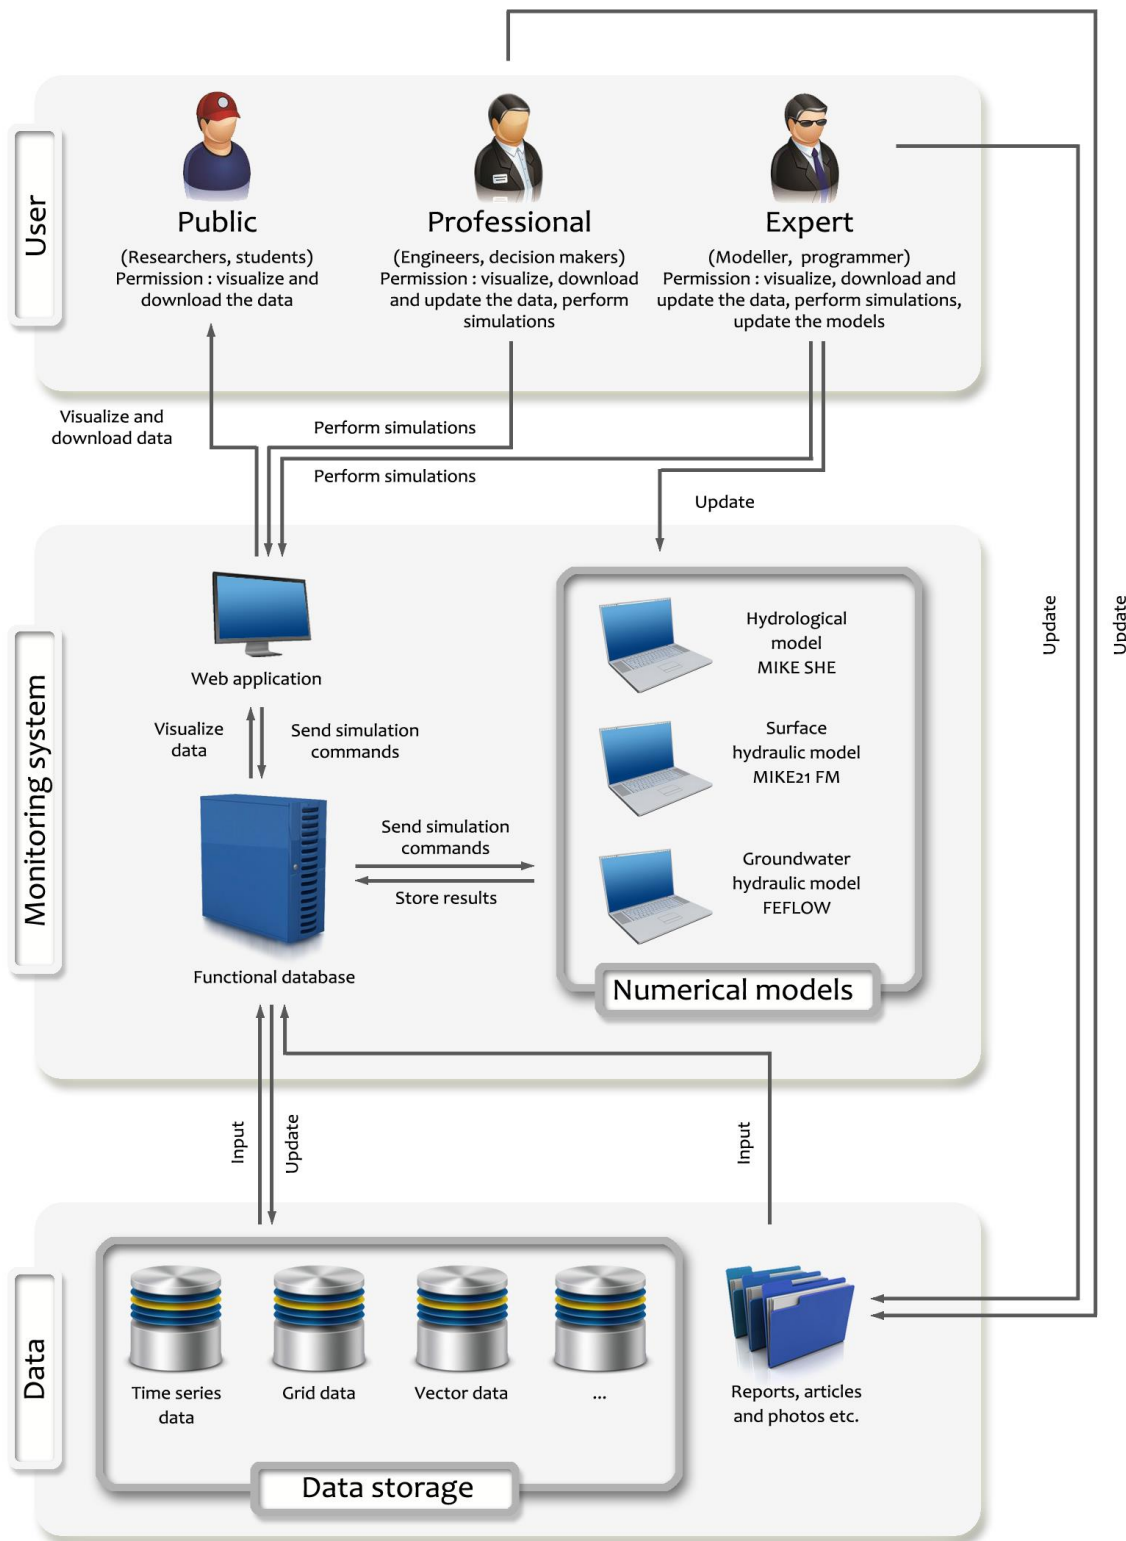 User
Public
(Researchers, students)
Permission : visualize and
download the data
Professional
(Engineers, decision makers)
Permission : visualize, download
and update the data, perform
simulations
Expert
(Modeller, programmer)
Permission : visualize, download and
update the data, perform simulations,
update the models
Visualize and
download data
Perform simulations
Perform simulations
Update
Update
Update
Monitoring system
Web application
Visualize
data
Send simulation
commands
Functional database
Send simulation
commands
Store results
Hydrological
model
MIKE SHE
Surface
hydraulic model
MIKE21 FM
Groundwater
hydraulic model
FEFLOW
Numerical models
Input
Update
Input
Data
Time series
data
Grid data
Vector data
...
Data storage
Reports, articles
and photos etc.